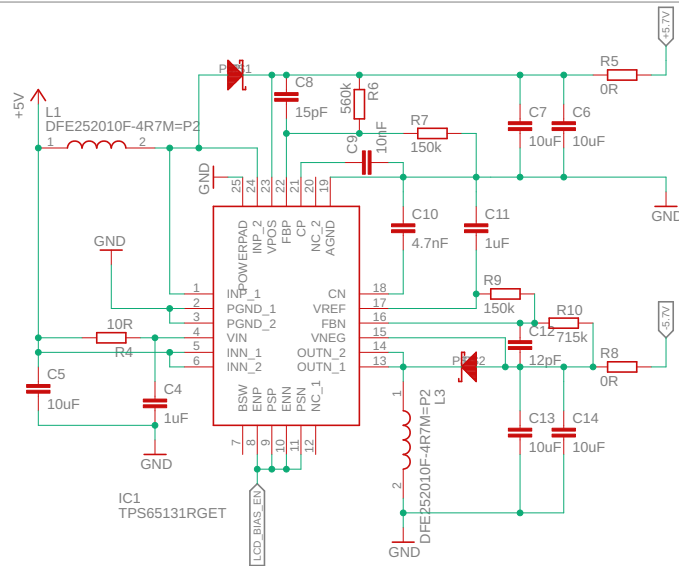 +5.7V
R5
0R
C8
15pF
560k
R6
C7
10uF
C6
10uF
+5V
L1
DFE252010F-4R7M=P2
1
2
R7
150k
C9
10nF
GND
25
24
23
22
21
20
19
POWERPAD
INP_2
VPOS
FBP
CP
NC_2
AGND
GND
C10
4.7nF
C11
1uF
GND
1
INP_1
2
PGND_1
3
PGND_2
4
VIN
5
INN_1
6
INN_2
18
CN
17
VREF
16
FBN
15
VNEG
14
OUTN_2
13
OUTN_1
R9
150k
R10
715k
-5.7V
10R
R4
C12
12pF
R8
0R
C5
10uF
C4
1uF
BSW
ENP
PSP
ENN
PSN
NC_1
7
8
9
10
11
12
1
2
L3
DFE252010F-4R7M=P2
C13
10uF
C14
10uF
GND
IC1
TPS65131RGET
LCD_BIAS_EN
GND